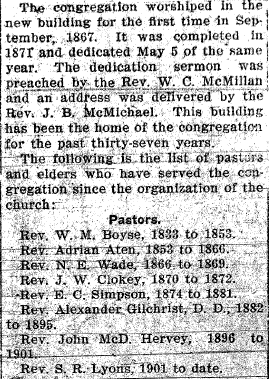 The congregation worshiped in the
new building for the first time in Sep-
tember, 1867. It was completed in
1871 and dedicated May 5 of the same
year. The dedication sermon was
preached by the Rev. W. C. McMillan
and an address was delivered by the
Rev. J. B. McMichael. This building
has been the home of the congregation
for the past thirty-seven years.
The following is the list of pastors
and elders who have served the con-
gregation since the organization of the
church:
Pastors.
Rev. W. M. Boyse, 1833 to 1853.
Rev. Adrian Aten, 1853 to 1866.
Rev. N. E. Wade, 1866 to 1869.
Rev. J. W. Clokey, 1870 to 1872.
Rev. E. C. Simpson, 1874 to 1881.
Rev. Alexander Gilchrist, D. D., 1882
to 1895.
Rev. John McD. Hervey, 1896 to
1901.
Rev. S. R. Lyons, 1901 to date.